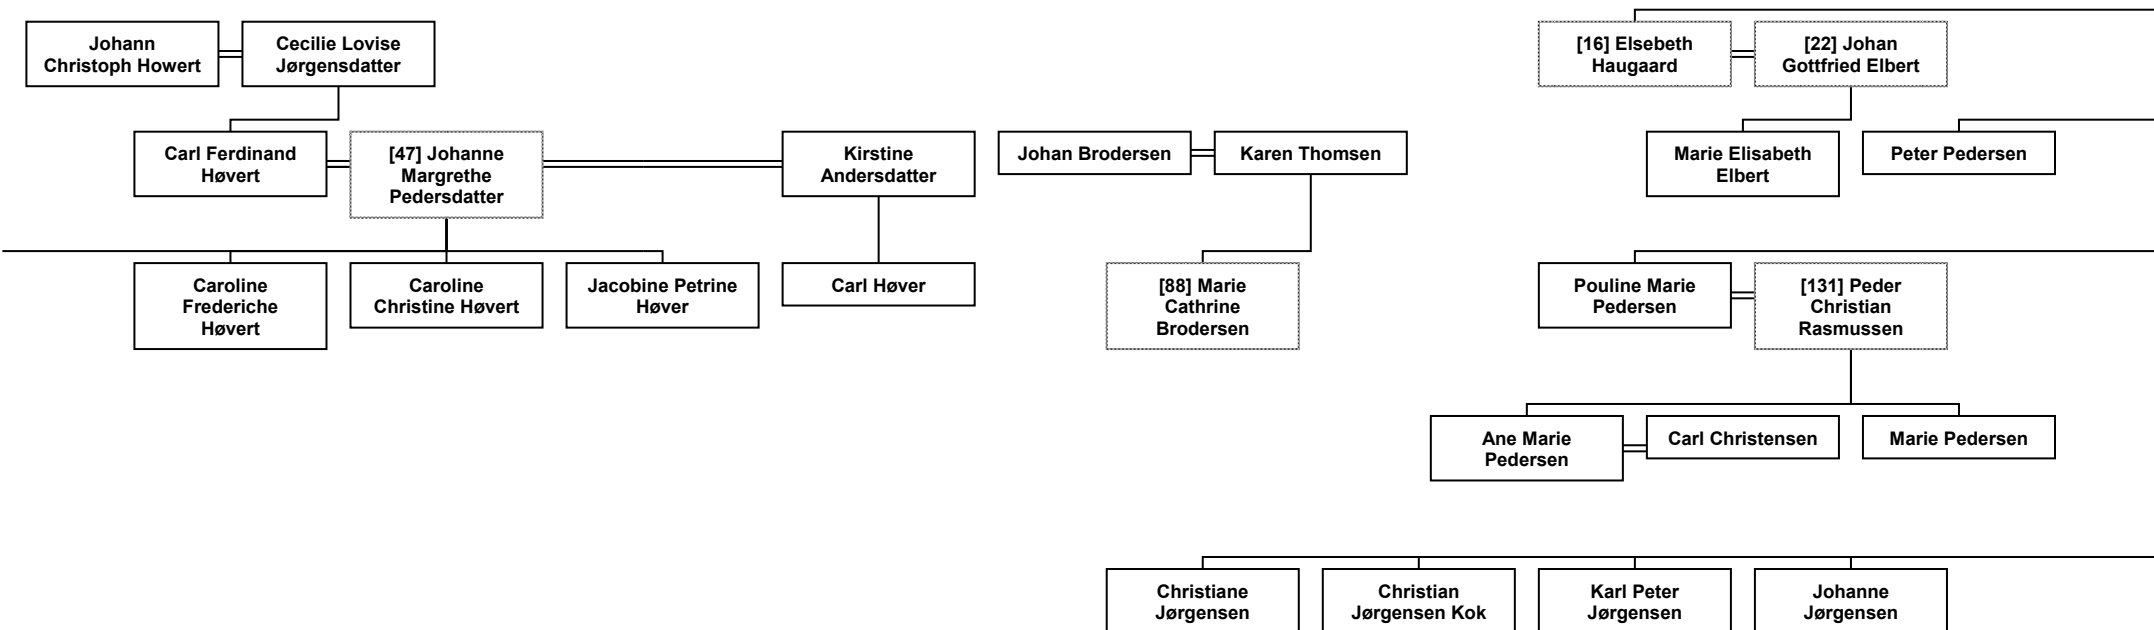 Johann
Christoph Howert
Cecilie Lovise
Jørgensdatter
[16] Elsebeth
Haugaard
[22] Johan
Gottfried Elbert
Carl Ferdinand
Høvert
[47] Johanne
Margrethe
Pedersdatter
Kirstine
Andersdatter
Johan Brodersen
Karen Thomsen
Marie Elisabeth
Elbert
Peter Pedersen
Caroline
Frederiche
Høvert
Caroline
Christine Høvert
Jacobine Petrine
Høver
Carl Høver
[88] Marie
Cathrine
Brodersen
Pouline Marie
Pedersen
[131] Peder
Christian
Rasmussen
Ane Marie
Pedersen
Carl Christensen
Marie Pedersen
Christiane
Jørgensen
Christian
Jørgensen Kok
Karl Peter
Jørgensen
Johanne
Jørgensen